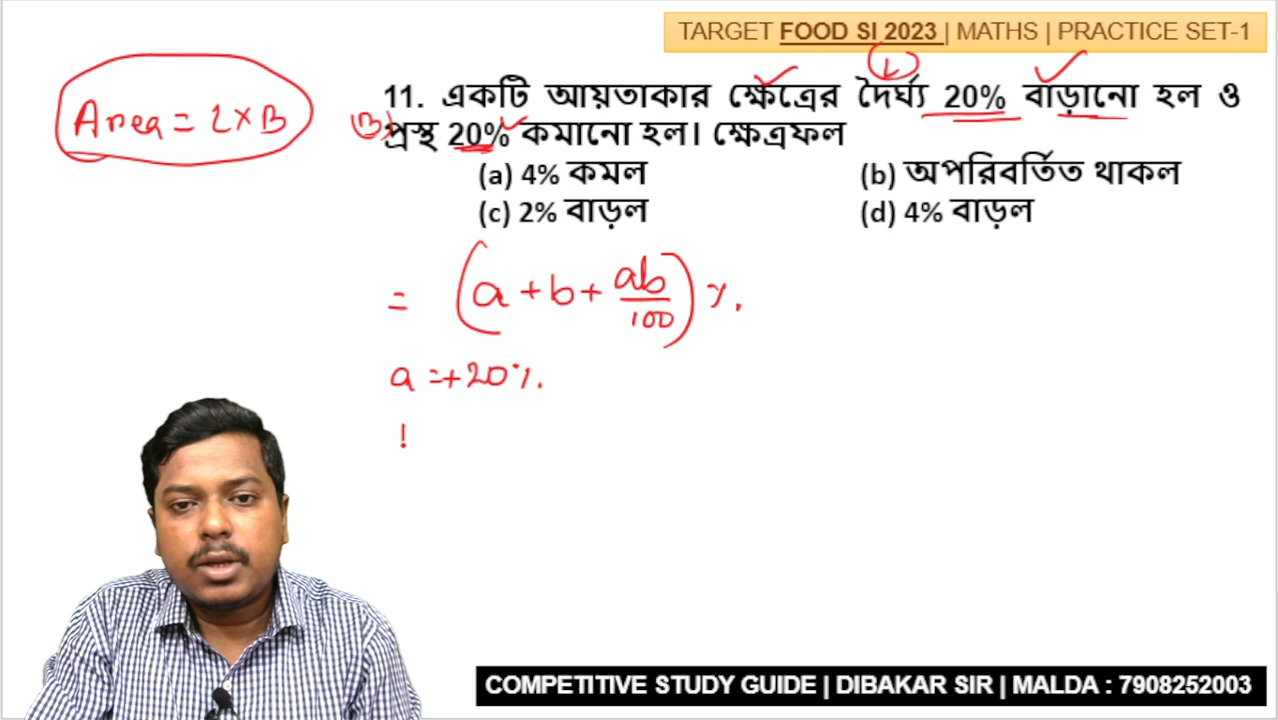 TARGET FOOD SI 2023 | MATHS | PRACTICE SET-1
Area = L×B
11. একটি আয়তাকার ক্ষেত্রের দৈর্ঘ্য 20% বাড়ানো হল ও
প্রস্থ 20% কমানো হল। ক্ষেত্রফল
(a) 4% কমল
(b) অপরিবর্তিত থাকল
(c) 2% বাড়ল
(d) 4% বাড়ল
= (a + b + ab/100) %.
a = +20%.
COMPETITIVE STUDY GUIDE | DIBAKAR SIR | MALDA : 7908252003